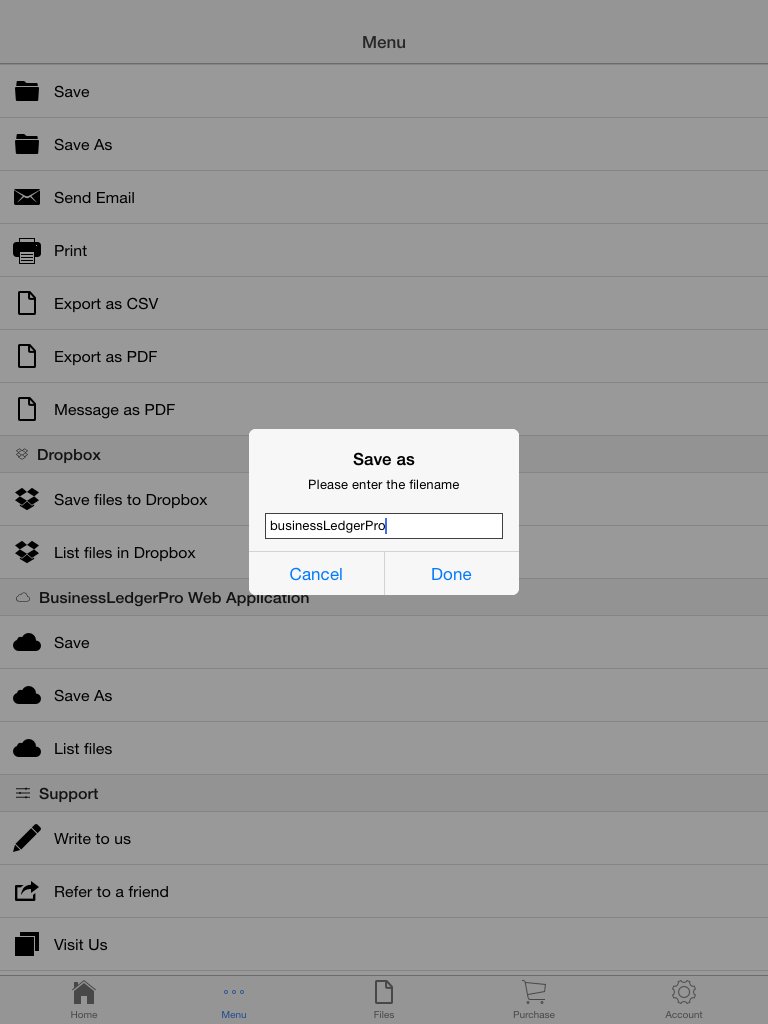 Menu
Save
Save As
Send Email
Print
Export as CSV
Export as PDF
Message as PDF
Dropbox
Save files to Dropbox
List files in Dropbox
Save as
Please enter the filename
businessLedgerPro
Cancel
Done
BusinessLedgerPro Web Application
Save
Save As
List files
Support
Write to us
Refer to a friend
Visit Us
Home
Menu
Files
Purchase
Account